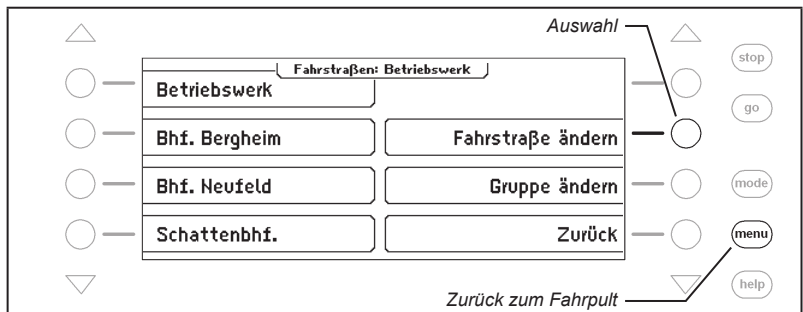 Auswahl
stop
Fahrstraßen: Betriebswerk
Betriebswerk
go
Bhf. Bergheim
Fahrstraße ändern
Bhf. Neufeld
Gruppe ändern
mode
Schattenbhf.
Zurück
menu
help
Zurück zum Fahrpult